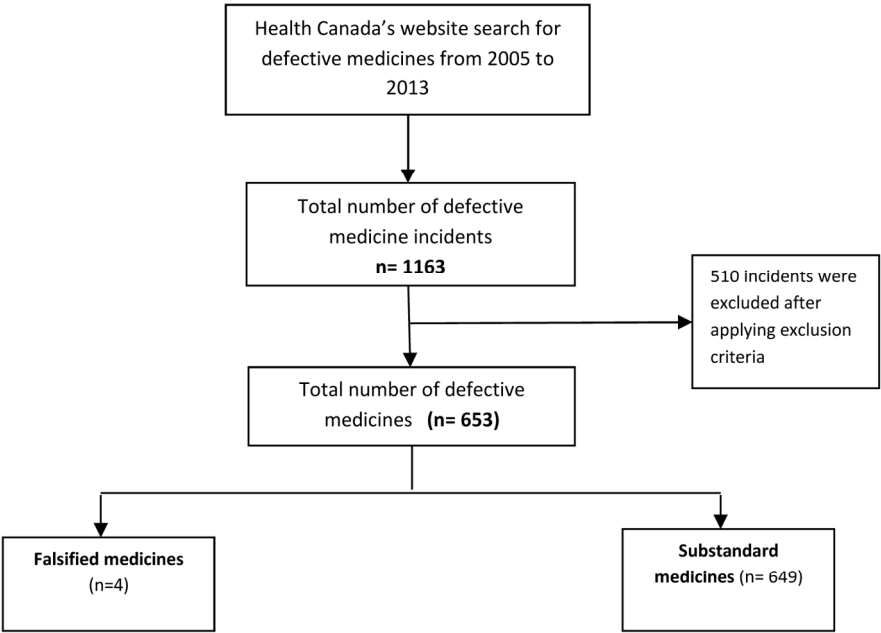 Health Canada's website search for
defective medicines from 2005 to
2013
Total number of defective
medicine incidents
n= 1163
510 incidents were
excluded after
applying exclusion
criteria
Total number of defective
medicines (n= 653)
Falsified medicines
(n=4)
Substandard
medicines (n= 649)